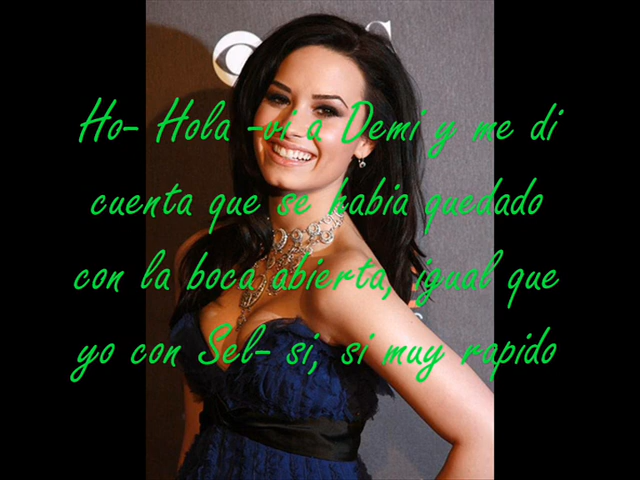 Ho- Hola -vi a Demi y me di
cuenta que se habia quedado
con la boca abierta, igual que
yo con Sel- si, si muy rapido